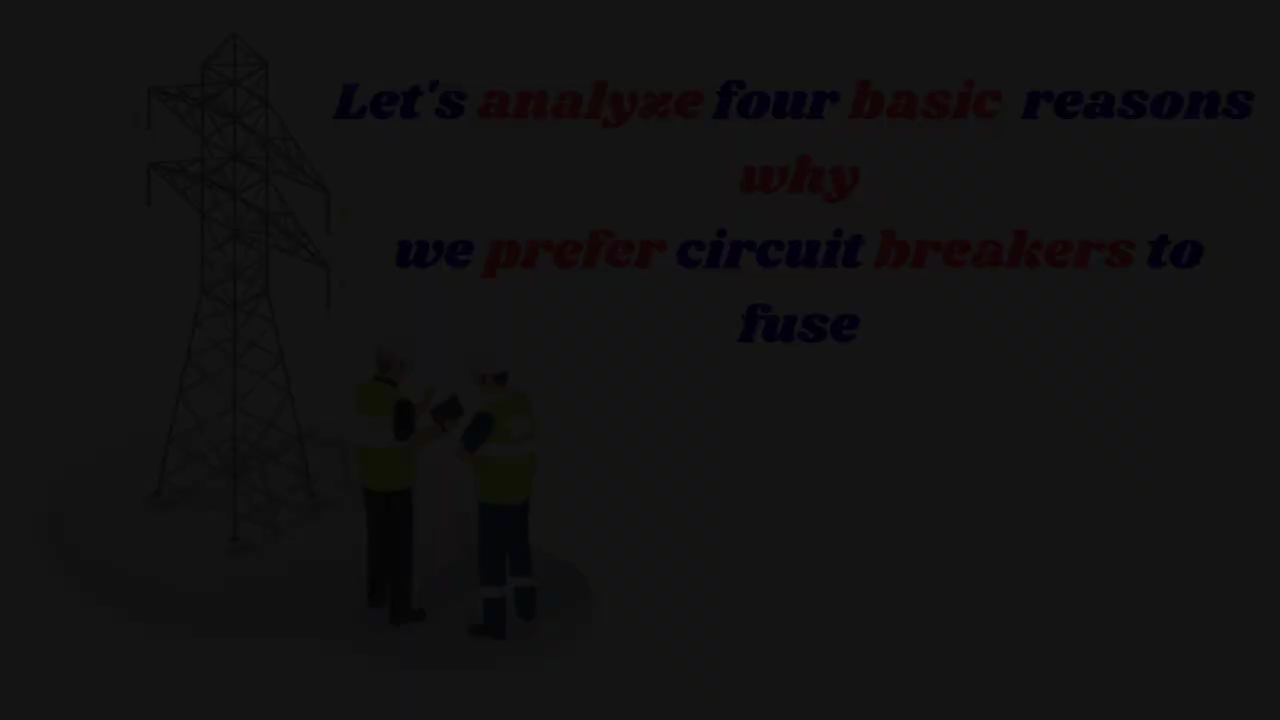 Let's analyze four basic reasons
why
we prefer circuit breakers to
fuse